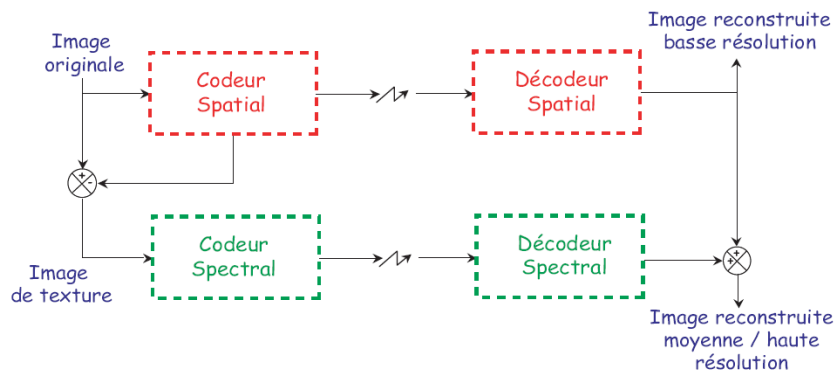 Image
originale
Codeur
Spatial
Décodeur
Spatial
Image reconstruite
basse résolution
+
-
Image
de texture
Codeur
Spectral
Décodeur
Spectral
+
+
Image reconstruite
moyenne / haute
résolution